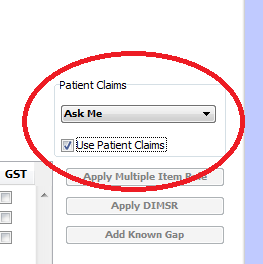 Patient Claims
Ask Me
Use Patient Claims
GST
Apply Multiple Item Rule
Apply DIMSR
Add Known Gap